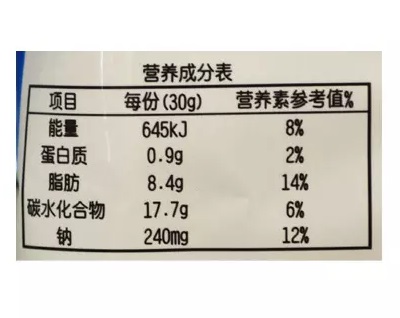 营养成分表
项目 每份(30g) 营养素参考值%
能量 645kJ 8%
蛋白质 0.9g 2%
脂肪 8.4g 14%
碳水化合物 17.7g 6%
钠 240mg 12%